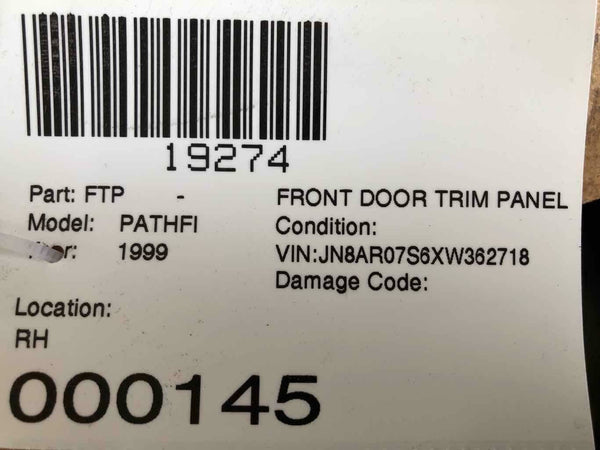 19274
Part: FTP - FRONT DOOR TRIM PANEL
Model: PATHFI Condition:
1999 VIN:JN8AR07S6XW362718
Damage Code:
Location:
RH
000145